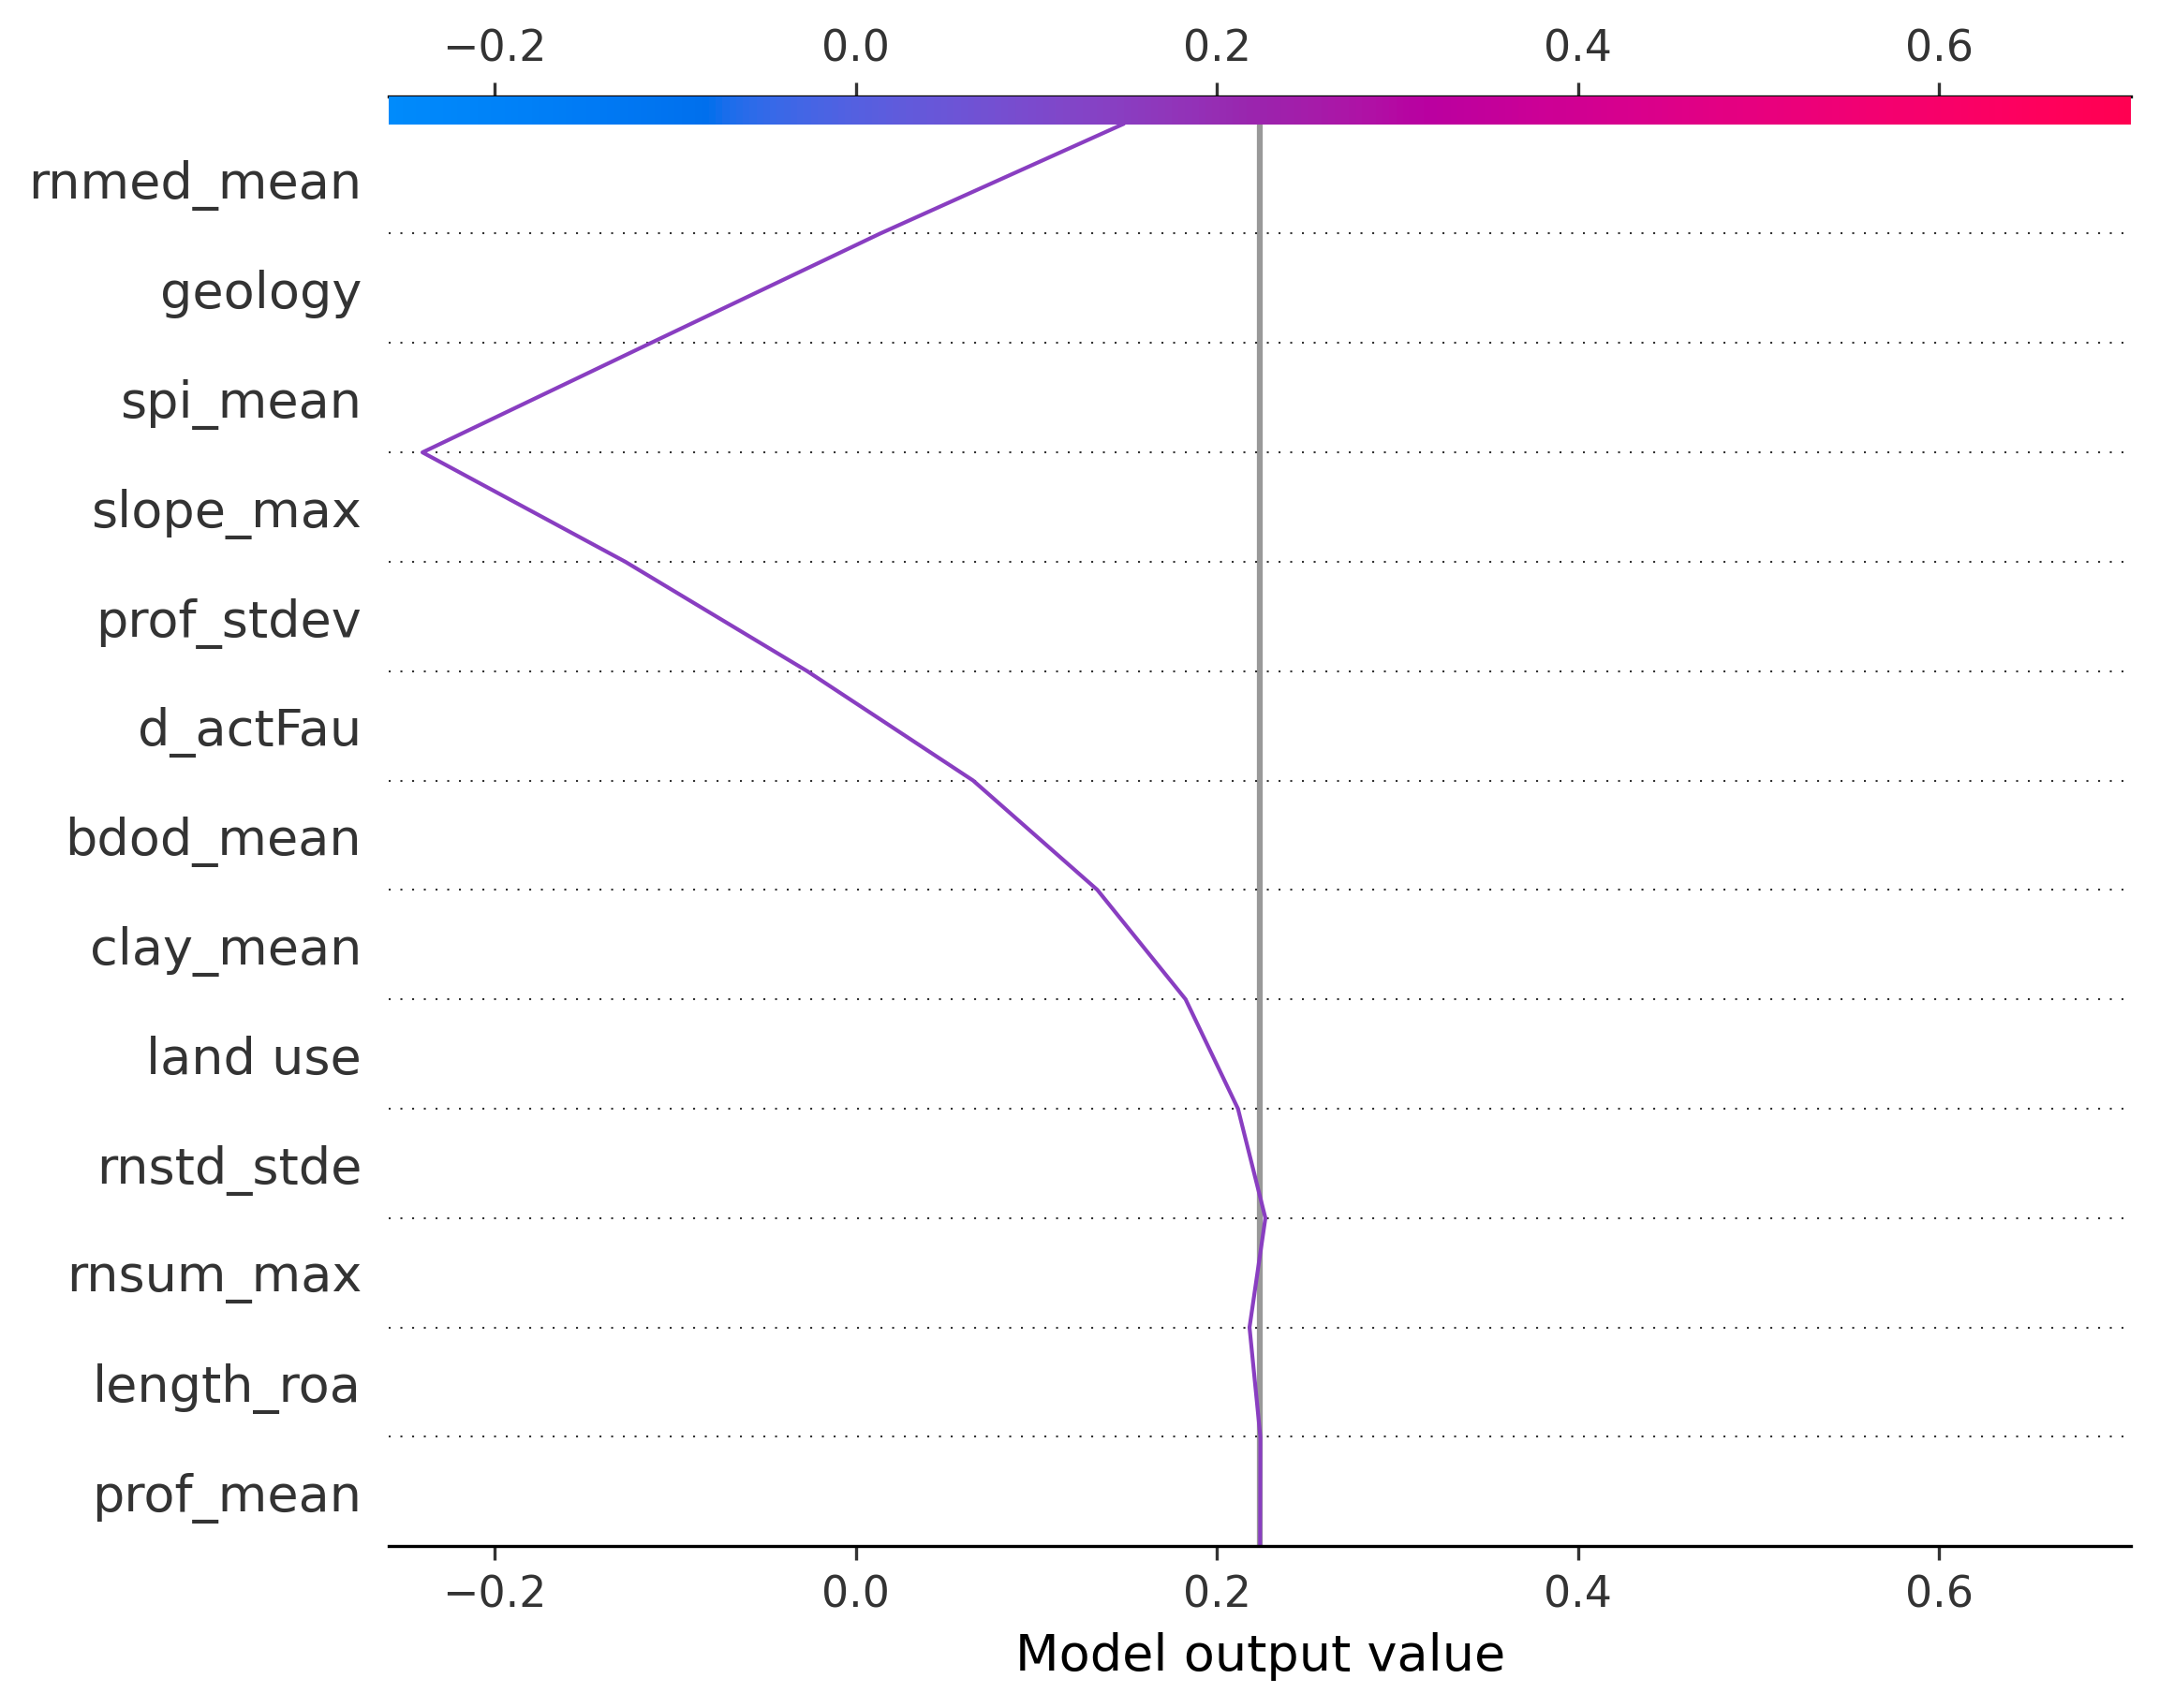 −0.2 0.0 0.2 0.4 0.6
rnmed_mean
geology
spi_mean
slope_max
prof_stdev
d_actFau
bdod_mean
clay_mean
land use
rnstd_stde
rnsum_max
length_roa
prof_mean
−0.2 0.0 0.2 0.4 0.6
Model output value